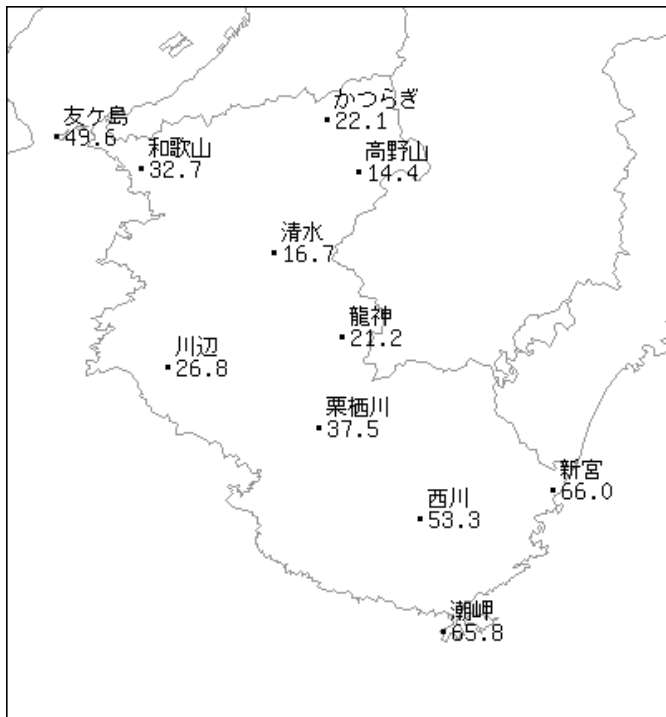 かつらぎ
22.1
友ケ島
49.6
和歌山
32.7
高野山
14.4
清水
16.7
龍神
21.2
川辺
26.8
栗栖川
37.5
新宮
66.0
西川
53.3
潮岬
65.8